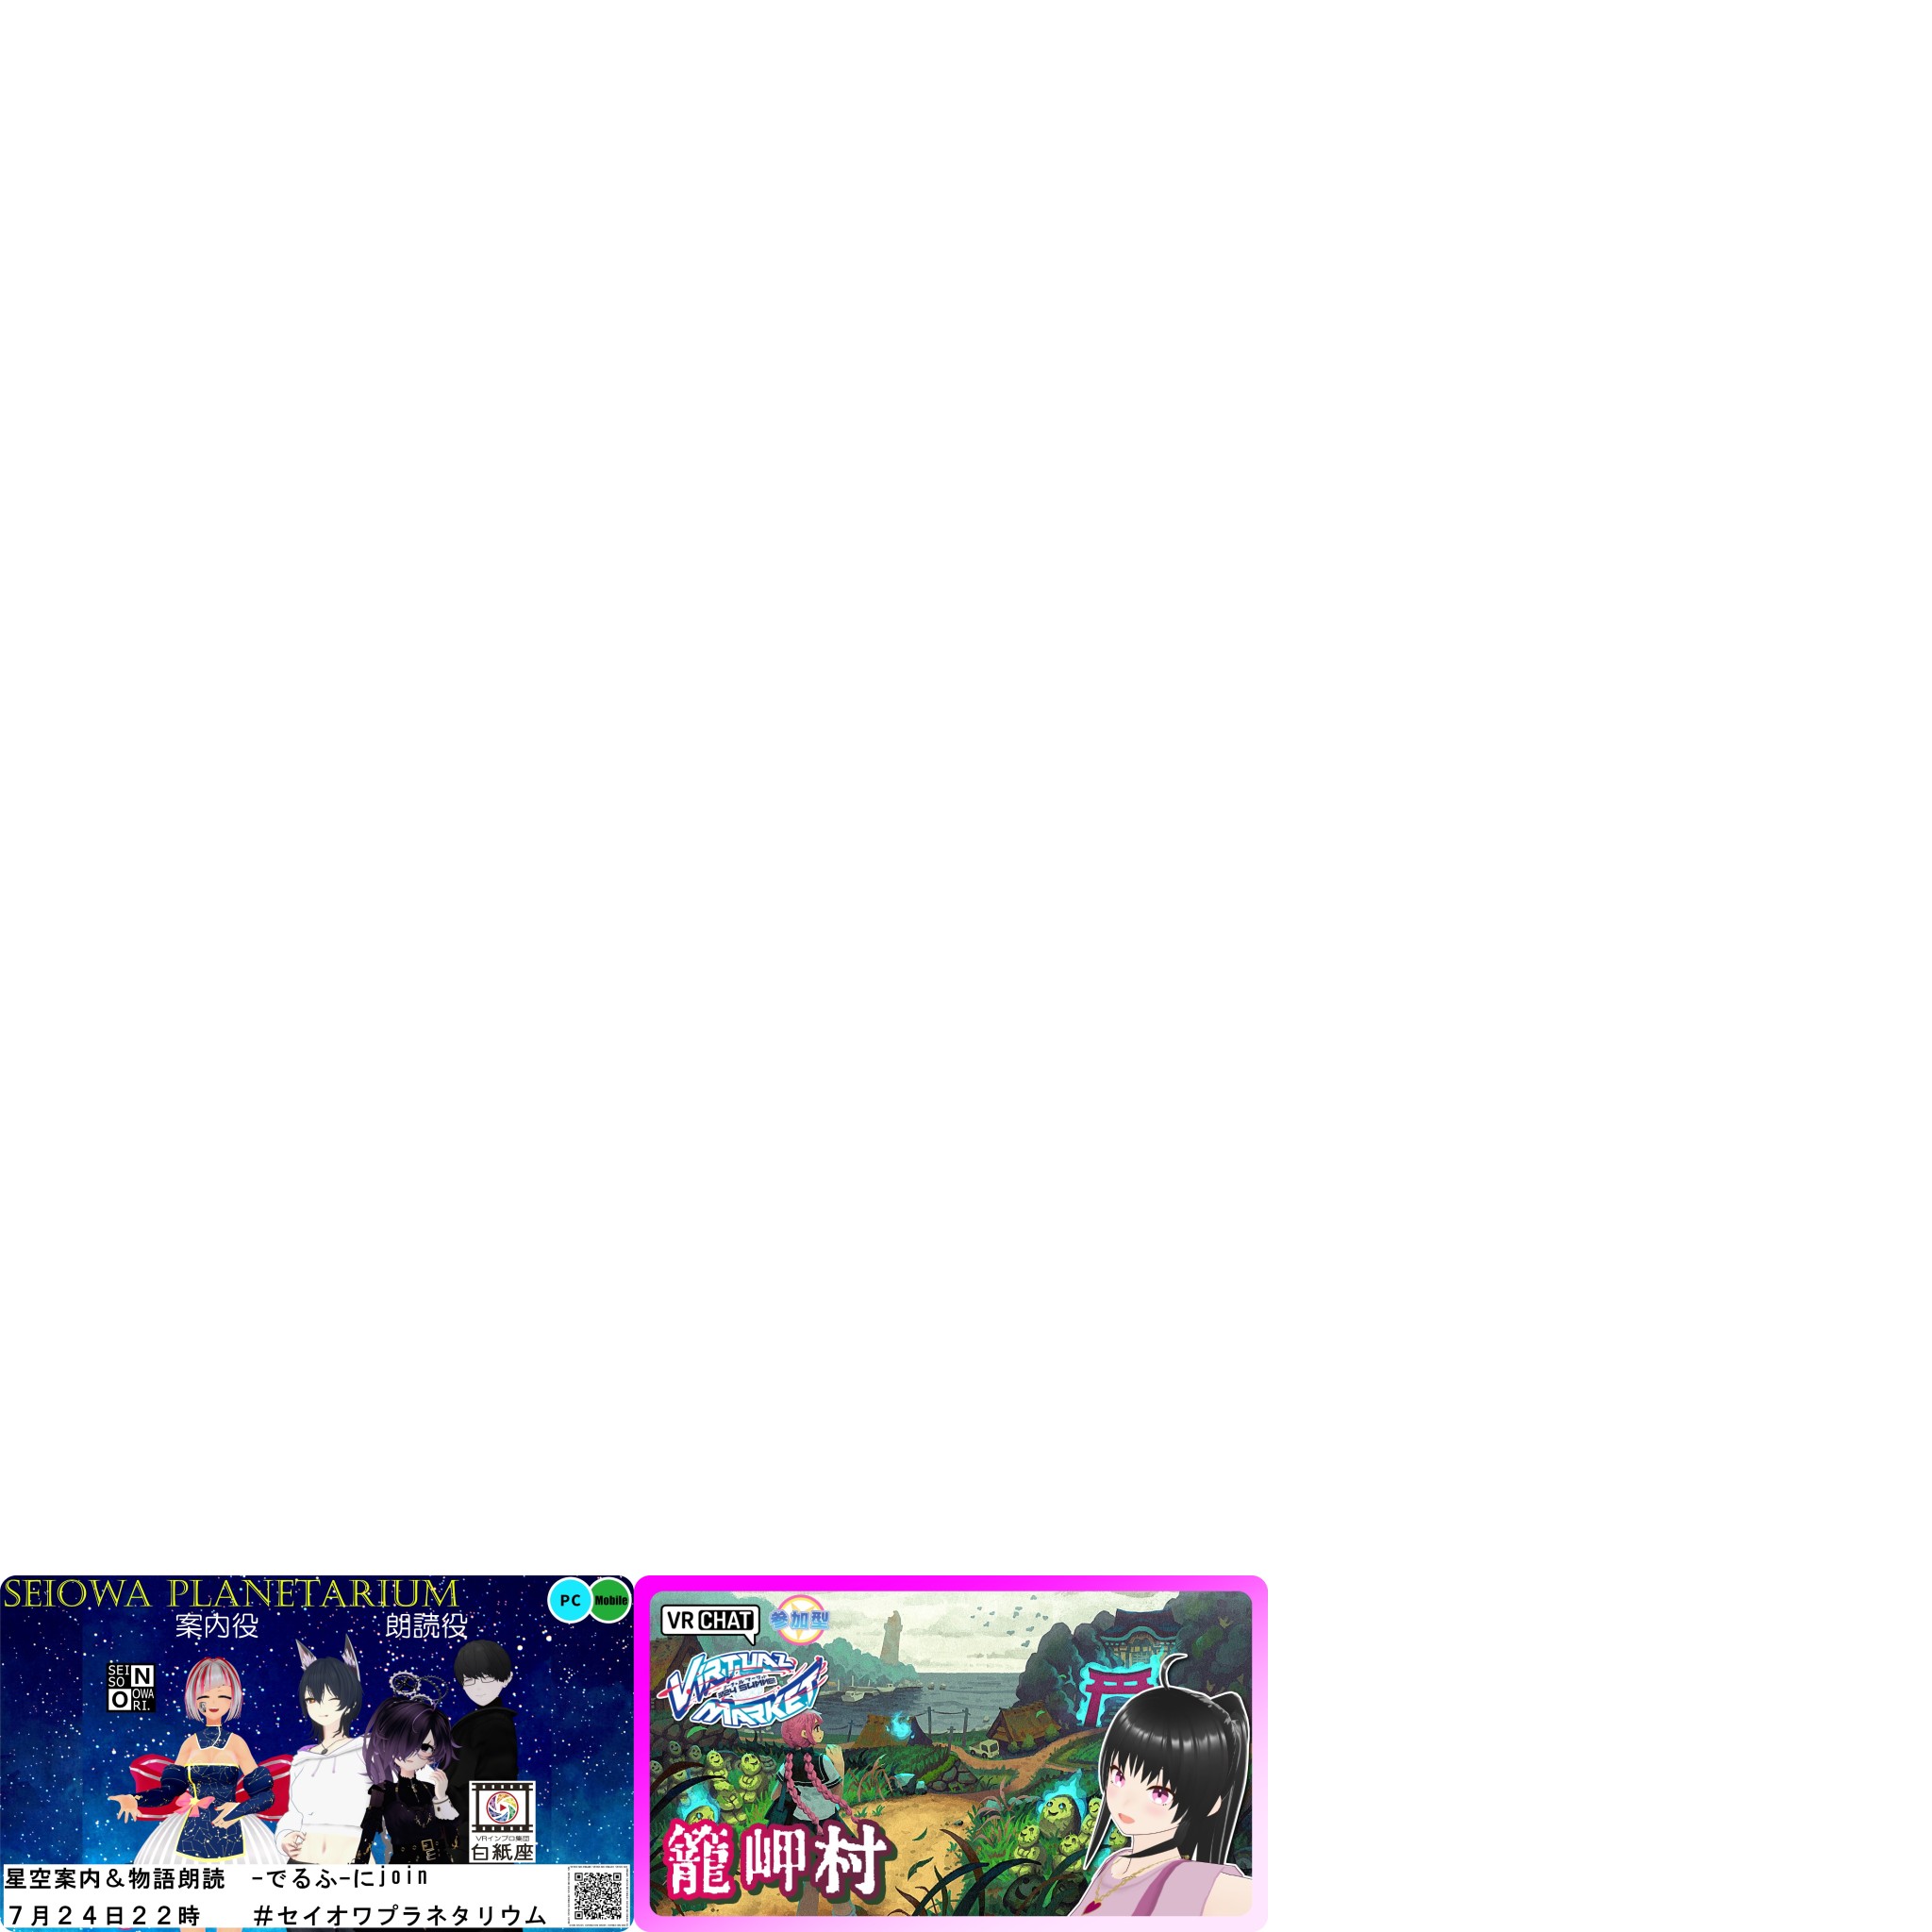 SEIOWA PLANETARIUM
PC
Mobile
案内役
朗読役
SEI
SO
N
O
OWA
RI.
VRインプロ集団
白紙座
星空案内&物語朗読 -でるふ-にjoin
7月24日22時 #セイオワプラネタリウム
VRCHAT
参加型
VIRTUAL
MARKET
籠岬村